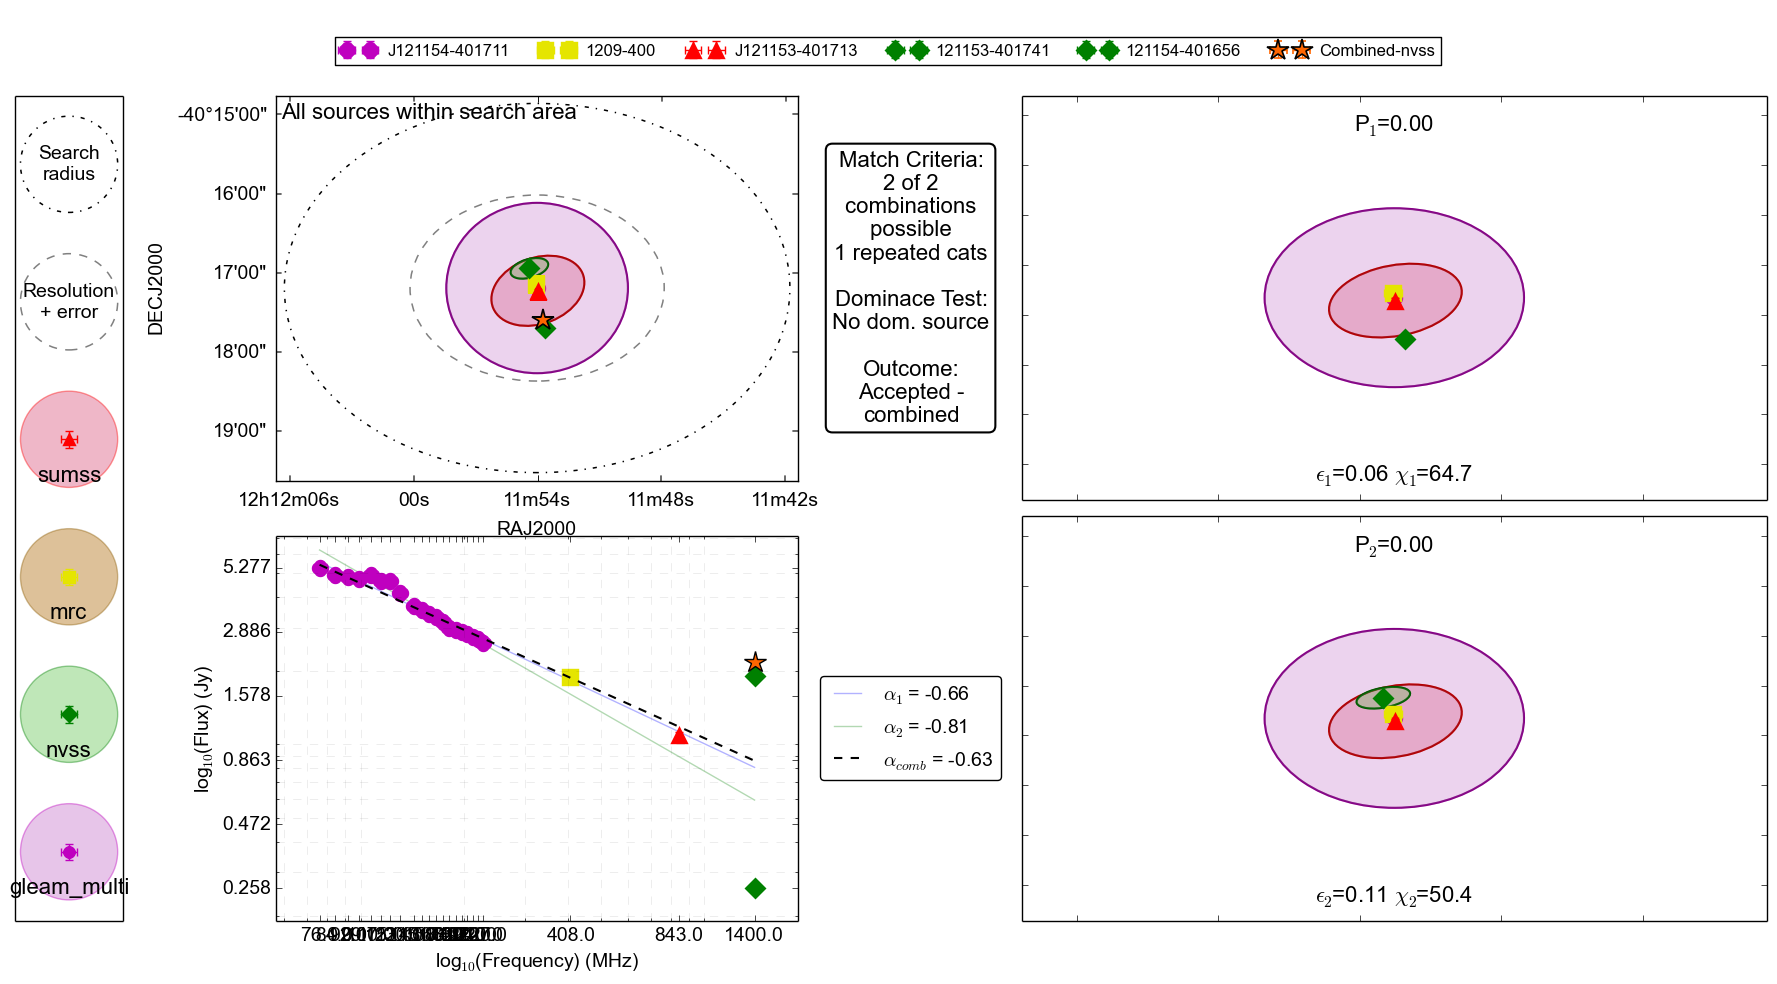 J121154-401711 1209-400 J121153-401713 121153-401741 121154-401656 Combined-nvss
Search
radius
Resolution
+ error
sumss
mrc
nvss
gleam_multi
All sources within search area
-40°15'00"
16'00"
17'00"
18'00"
19'00"
DECJ2000
12h12m06s 00s 11m54s 11m48s 11m42s
RAJ2000
Match Criteria:
2 of 2
combinations
possible
1 repeated cats
Dominace Test:
No dom. source
Outcome:
Accepted -
combined
P₁=0.00
ϵ₁=0.06 χ₁=64.7
5.277
2.886
1.578
0.863
0.472
0.258
log₁₀(Flux) (Jy)
408.0 843.0 1400.0
log₁₀(Frequency) (MHz)
α₁ = -0.66
α₂ = -0.81
α_comb = -0.63
P₂=0.00
ϵ₂=0.11 χ₂=50.4